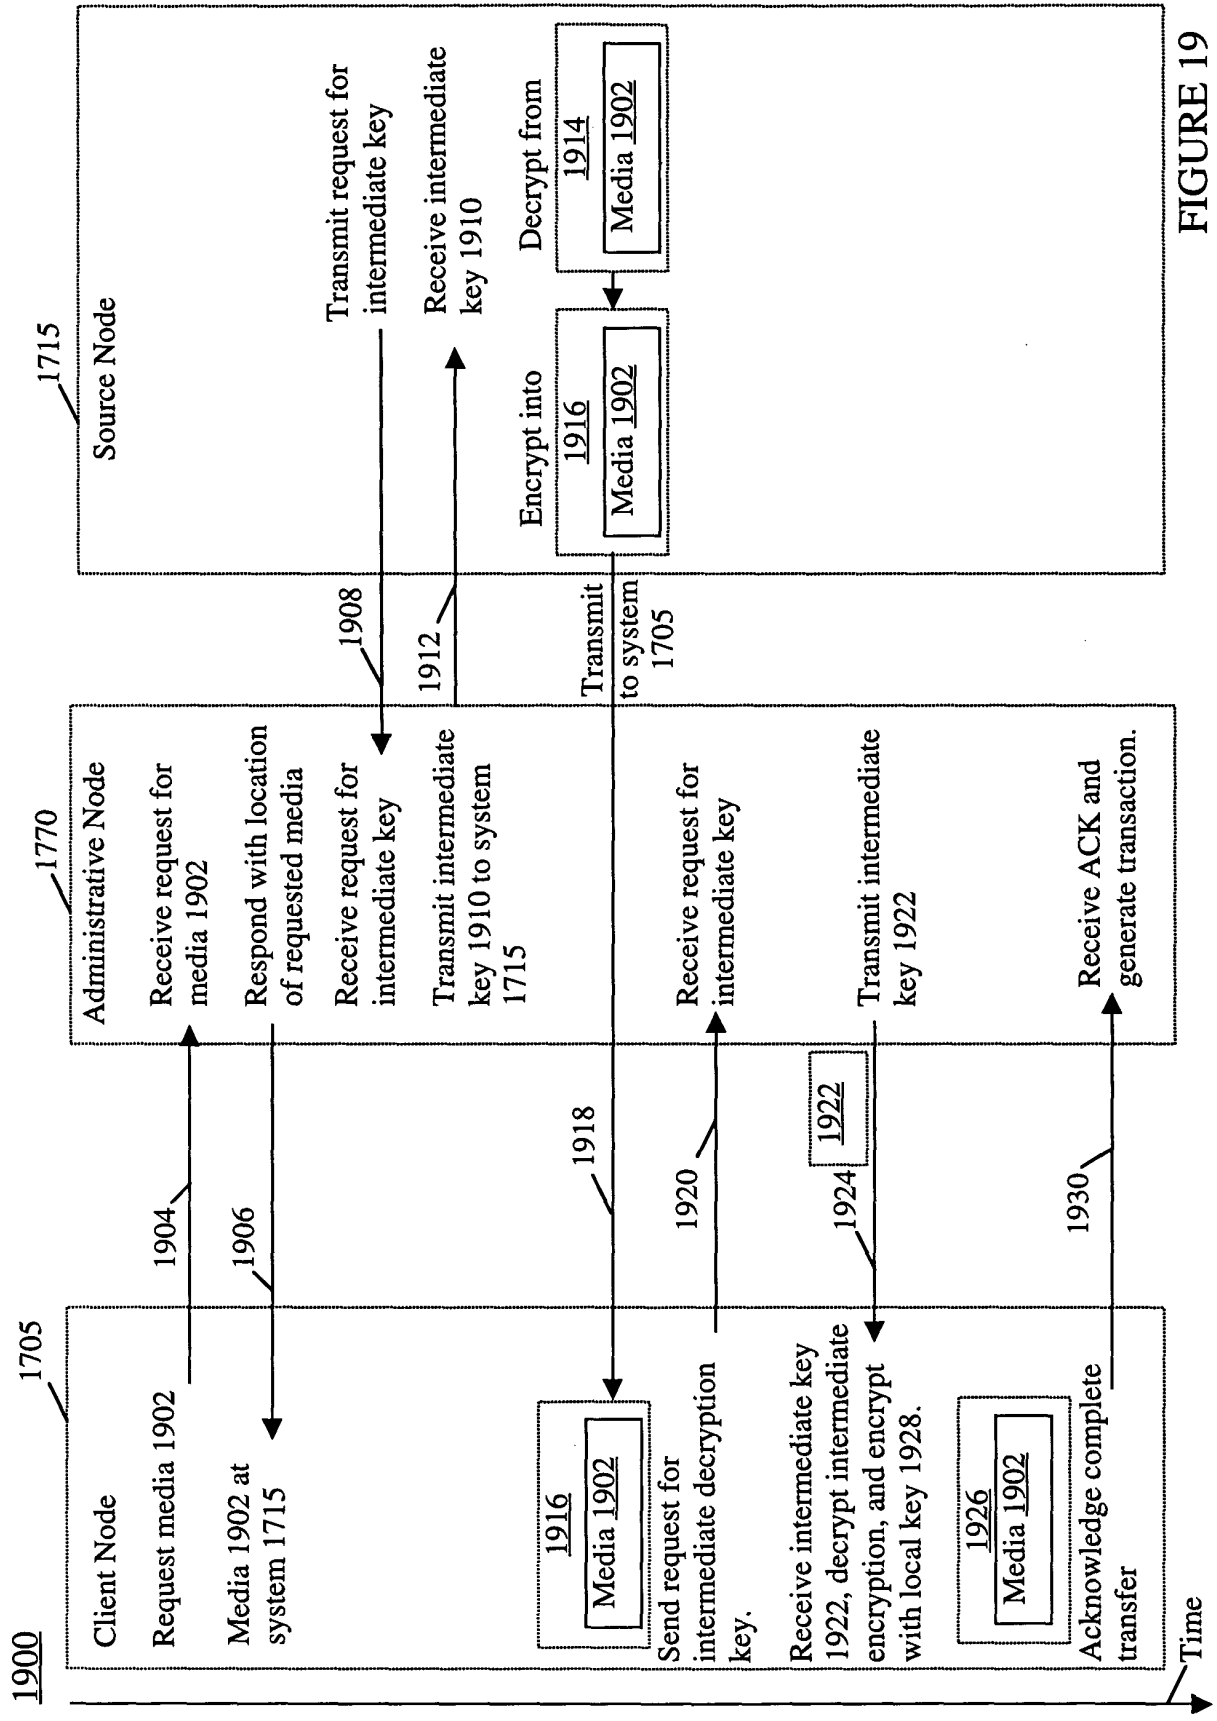 1900
1705
Client Node
Request media 1902
Media 1902 at
system 1715
1916
Media 1902
Send request for
intermediate decryption
key.
Receive intermediate key
1922, decrypt intermediate
encryption, and encrypt
with local key 1928.
1926
Media 1902
Acknowledge complete
transfer
Time
1904
1906
1918
1920
1922
1924
1930
1770
Administrative Node
Receive request for
media 1902
Respond with location
of requested media
Receive request for
intermediate key
Transmit intermediate
key 1910 to system
1715
Receive request for
intermediate key
Transmit intermediate
key 1922
Receive ACK and
generate transaction.
1908
1912
Transmit
to system
1705
1715
Source Node
Transmit request for
intermediate key
Receive intermediate
key 1910
Encrypt into
1916
Media 1902
Decrypt from
1914
Media 1902
FIGURE 19